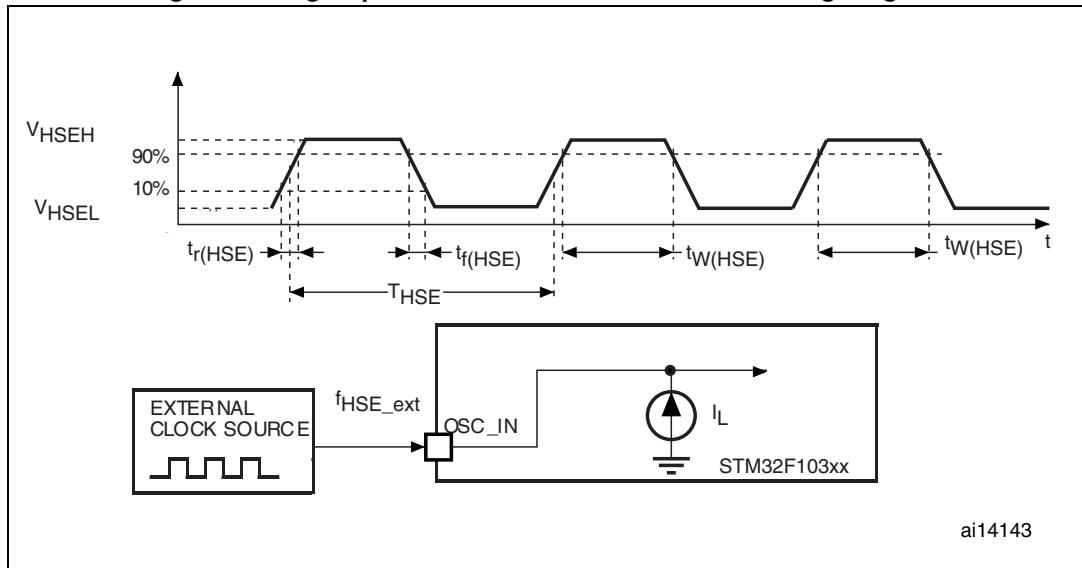 VHSEH
90%
10%
VHSEL
tr(HSE)
tf(HSE)
tW(HSE)
tW(HSE)
t
THSE
EXTERNAL
CLOCK SOURCE
fHSE_ext
OSC_IN
IL
STM32F103xx
ai14143